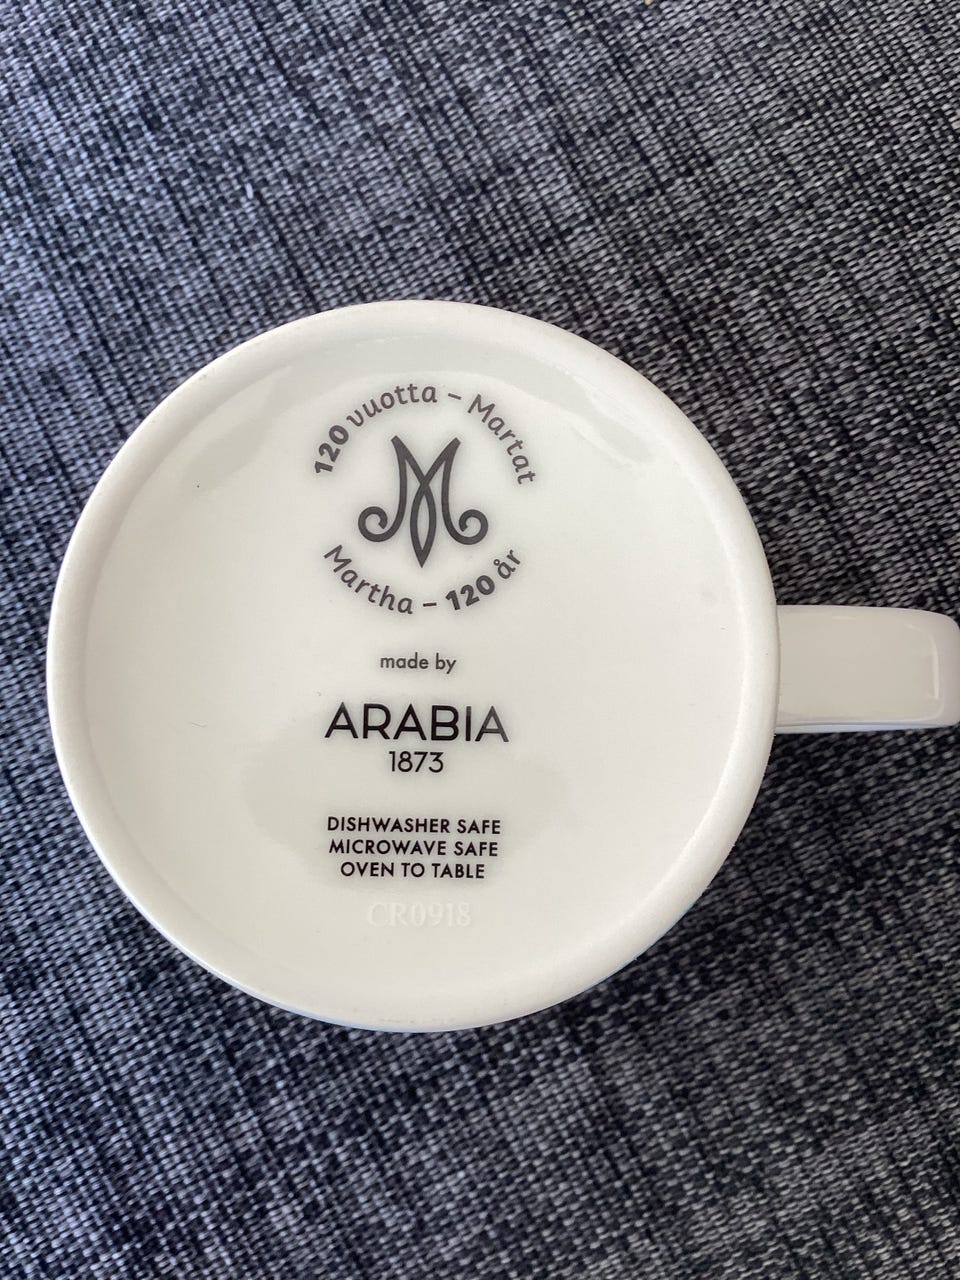 120 vuotta – Martat
Martha – 120 år
made by
ARABIA
1873
DISHWASHER SAFE
MICROWAVE SAFE
OVEN TO TABLE
CR0918